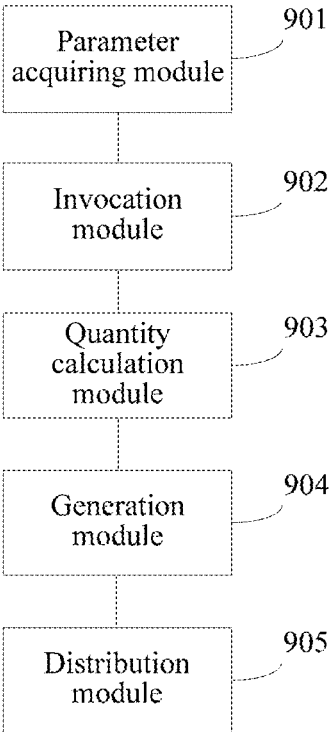 Parameter
acquiring module
901
Invocation
module
902
Quantity
calculation
module
903
Generation
module
904
Distribution
module
905